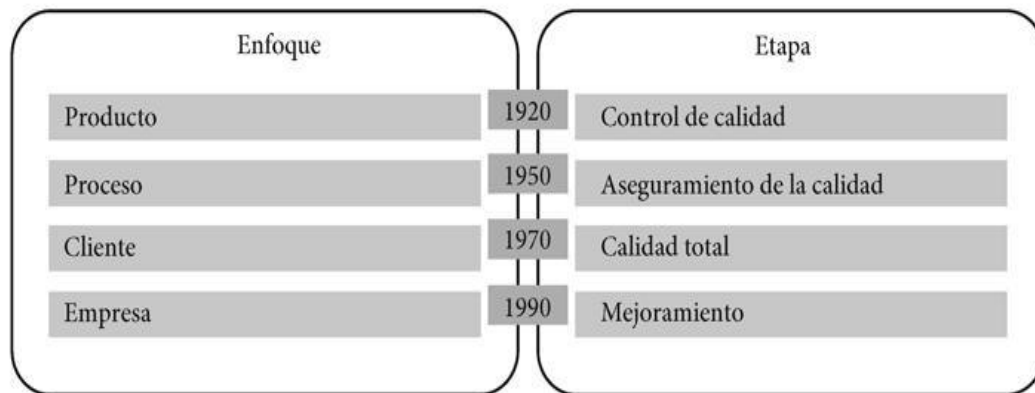 Enfoque
Etapa
Producto
1920
Control de calidad
Proceso
1950
Aseguramiento de la calidad
Cliente
1970
Calidad total
Empresa
1990
Mejoramiento